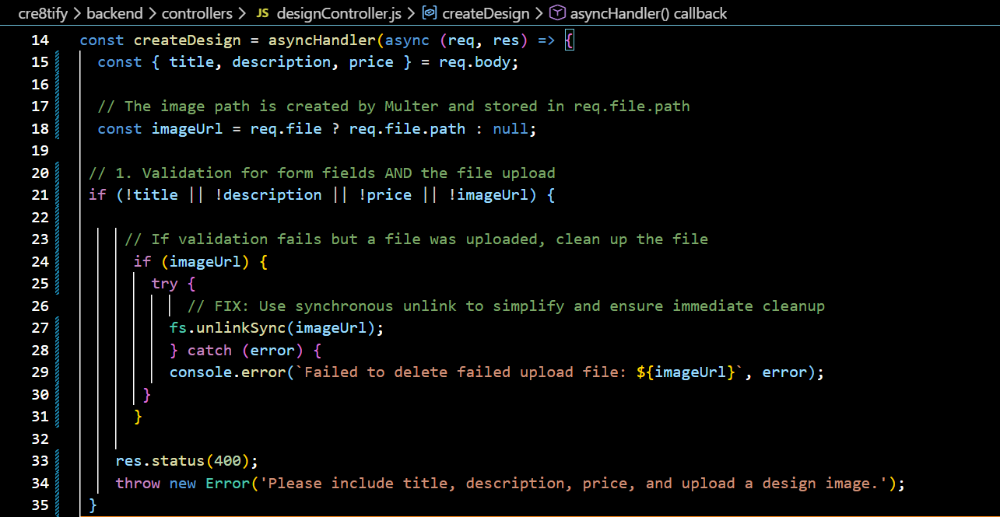 cre8tify > backend > controllers > JS designController.js > createDesign > asyncHandler() callback
14 const createDesign = asyncHandler(async (req, res) => {
15 const { title, description, price } = req.body;
16
17 // The image path is created by Multer and stored in req.file.path
18 const imageUrl = req.file ? req.file.path : null;
19
20 // 1. Validation for form fields AND the file upload
21 if (!title || !description || !price || !imageUrl) {
22
23 // If validation fails but a file was uploaded, clean up the file
24 if (imageUrl) {
25 try {
26 // FIX: Use synchronous unlink to simplify and ensure immediate cleanup
27 fs.unlinkSync(imageUrl);
28 } catch (error) {
29 console.error(`Failed to delete failed upload file: ${imageUrl}`, error);
30 }
31 }
32
33 res.status(400);
34 throw new Error('Please include title, description, price, and upload a design image.');
35 }